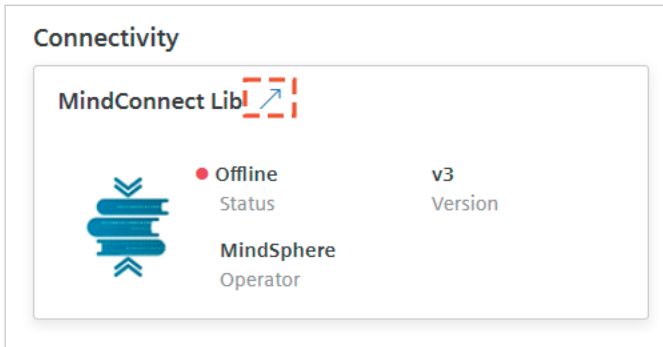 Connectivity
MindConnect Lib
Offline
v3
Status
Version
MindSphere
Operator